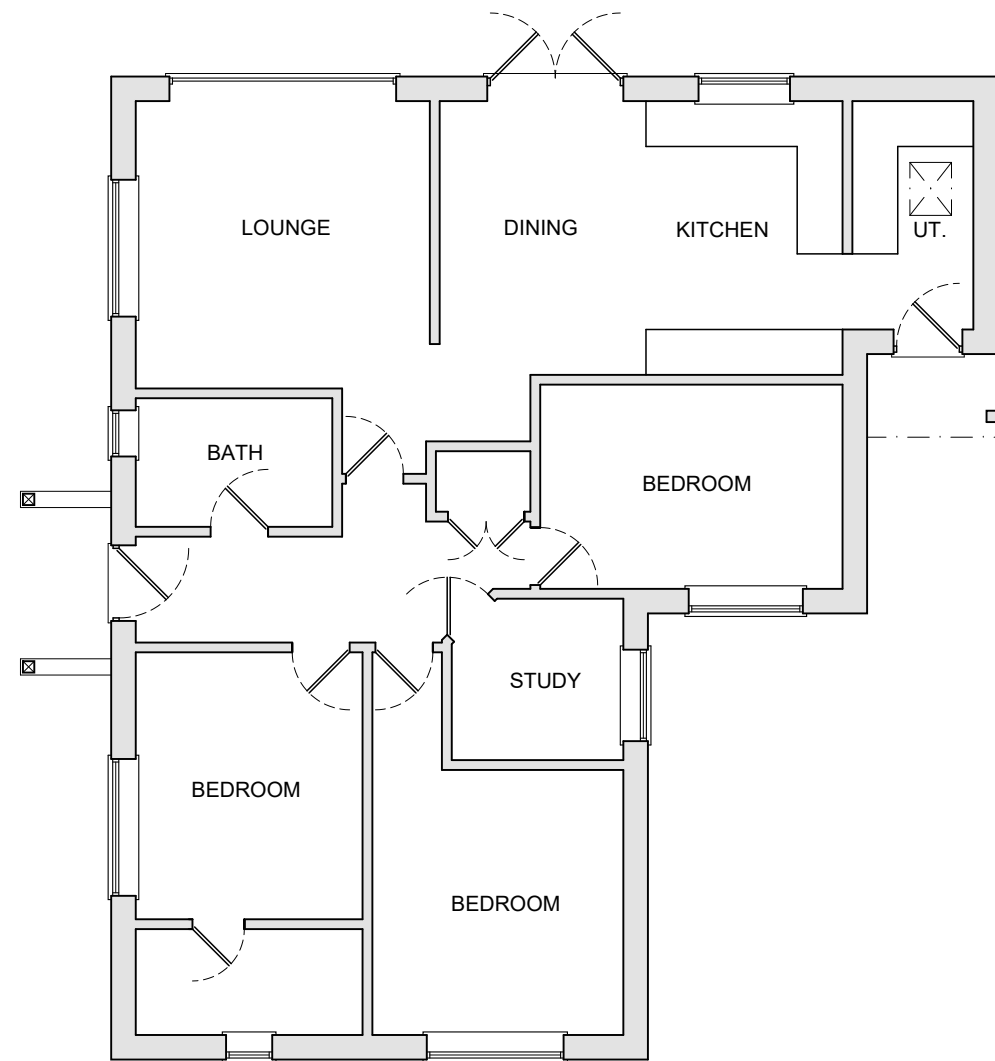 LOUNGE
DINING
KITCHEN
UT.
BATH
BEDROOM
STUDY
BEDROOM
BEDROOM